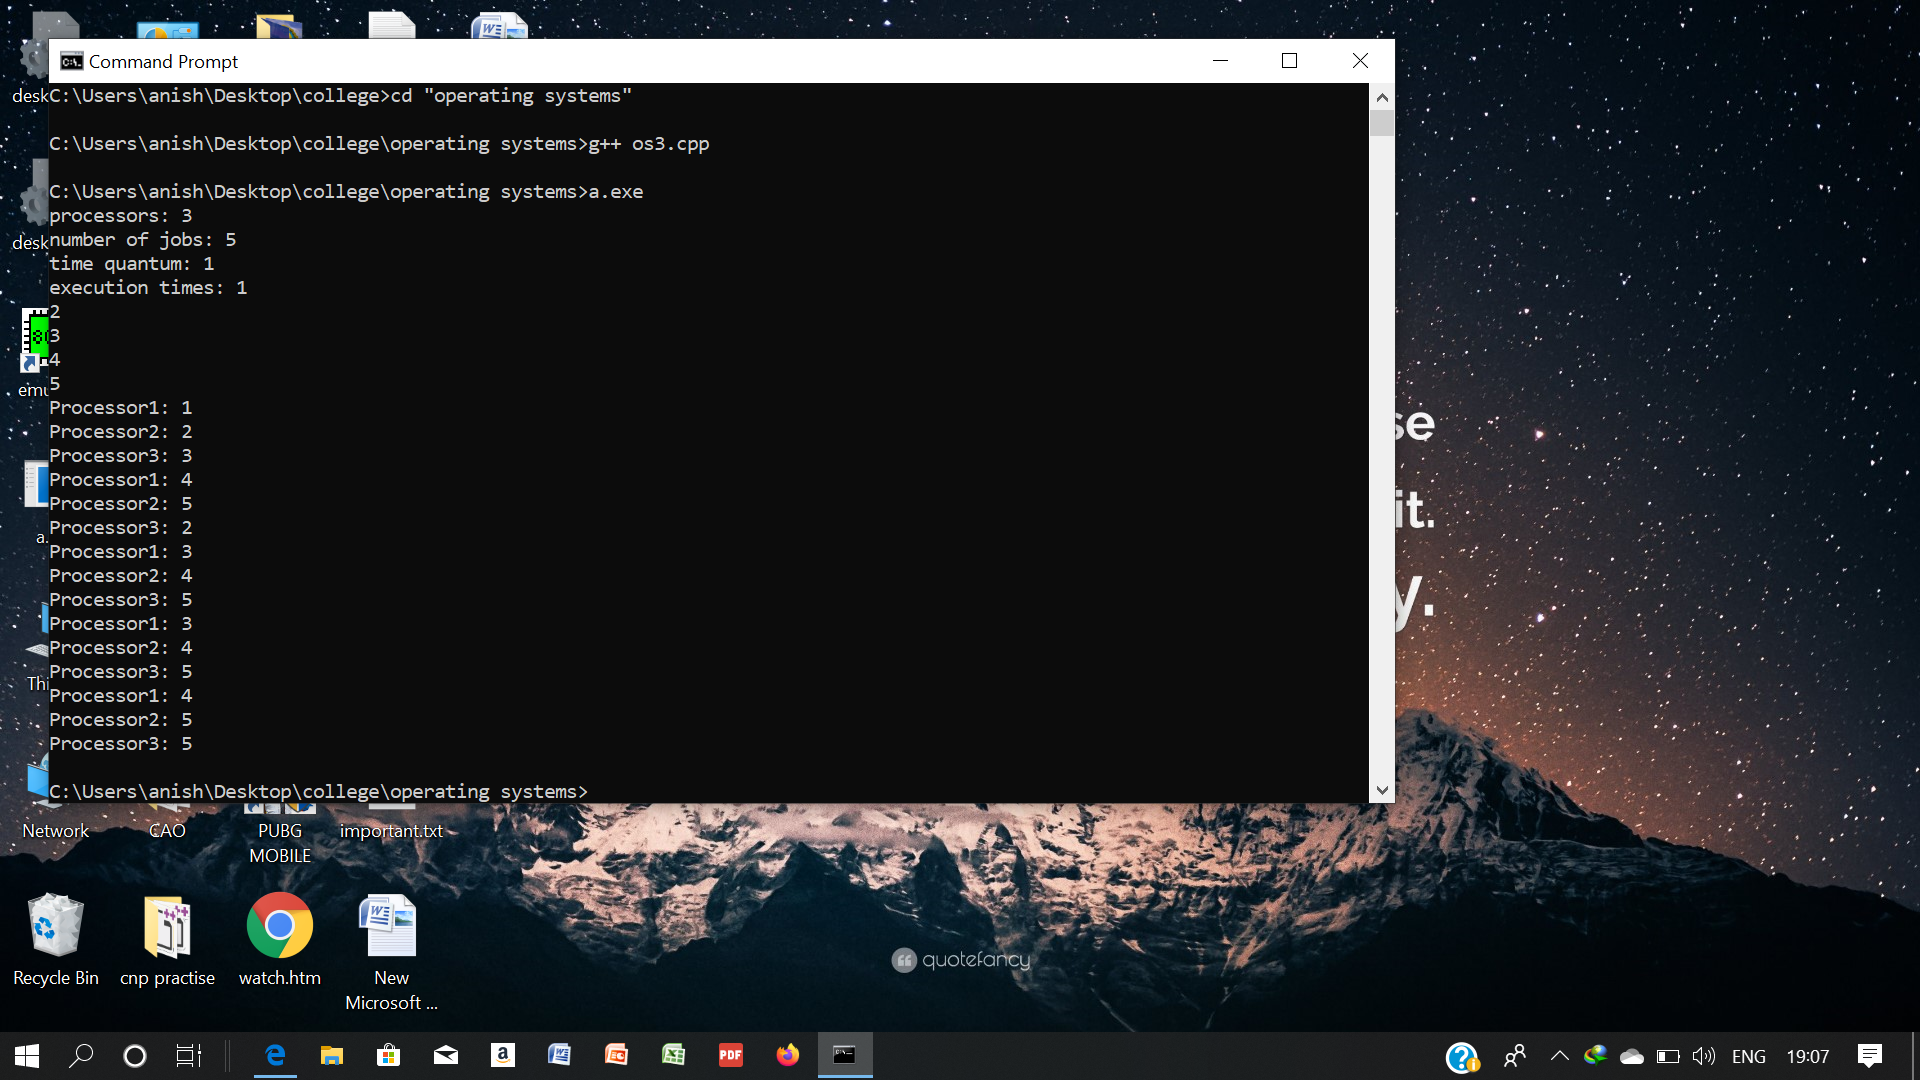 Command Prompt
C:\Users\anish\Desktop\college>cd "operating systems"
C:\Users\anish\Desktop\college\operating systems>g++ os3.cpp
C:\Users\anish\Desktop\college\operating systems>a.exe
processors: 3
number of jobs: 5
time quantum: 1
execution times: 1
2
3
4
5
Processor1: 1
Processor2: 2
Processor3: 3
Processor1: 4
Processor2: 5
Processor3: 2
Processor1: 3
Processor2: 4
Processor3: 5
Processor1: 3
Processor2: 4
Processor3: 5
Processor1: 4
Processor2: 5
Processor3: 5
C:\Users\anish\Desktop\college\operating systems>
desk
desk
emu
a.
Thi
se
it.
y.
Network
CAO
PUBG
MOBILE
important.txt
Recycle Bin
cnp practise
watch.htm
New
Microsoft ...
quotefancy
PDF
ENG
19:07